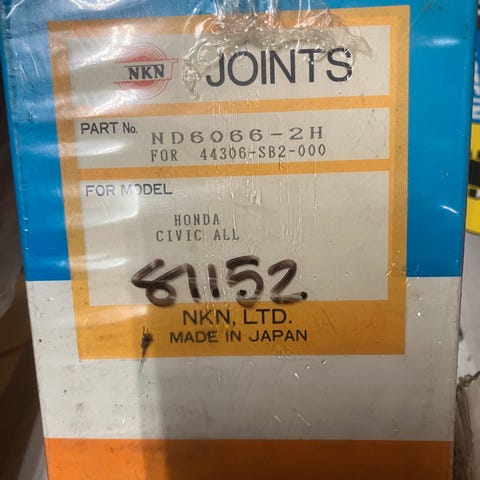 NKN JOINTS
PART No. ND6066-2H
FOR 44306-SB2-000
FOR MODEL
HONDA
CIVIC ALL
87152
NKN, LTD.
MADE IN JAPAN